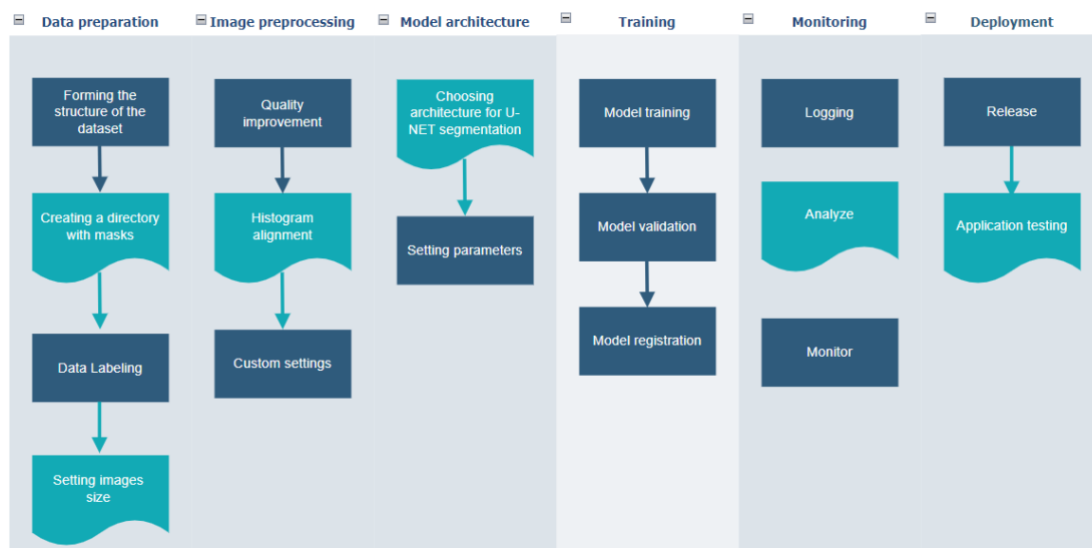 Data preparation
Image preprocessing
Model architecture
Training
Monitoring
Deployment
Forming the
structure of the
dataset
Creating a directory
with masks
Data Labeling
Setting images
size
Quality
improvement
Histogram
alignment
Custom settings
Choosing
architecture for U-
NET segmentation
Setting parameters
Model training
Model validation
Model registration
Logging
Analyze
Monitor
Release
Application testing